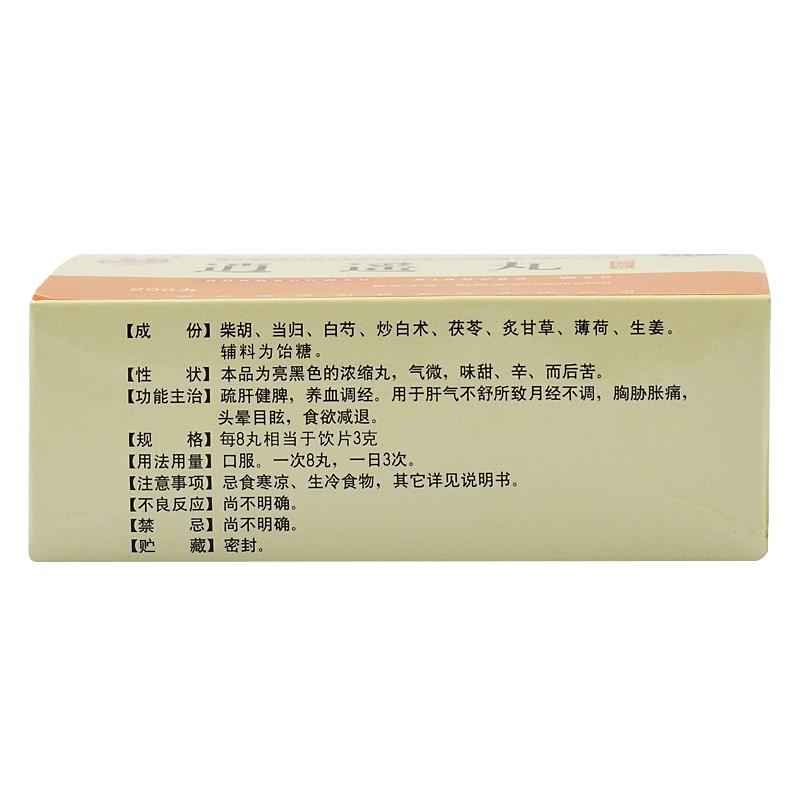 逍遥丸
200丸
【成　份】柴胡、当归、白芍、炒白术、茯苓、炙甘草、薄荷、生姜。
辅料为饴糖。
【性　状】本品为亮黑色的浓缩丸，气微，味甜、辛、而后苦。
【功能主治】疏肝健脾，养血调经。用于肝气不舒所致月经不调，胸胁胀痛，
头晕目眩，食欲减退。
【规　格】每8丸相当于饮片3克
【用法用量】口服。一次8丸，一日3次。
【注意事项】忌食寒凉、生冷食物，其它详见说明书。
【不良反应】尚不明确。
【禁　忌】尚不明确。
【贮　藏】密封。